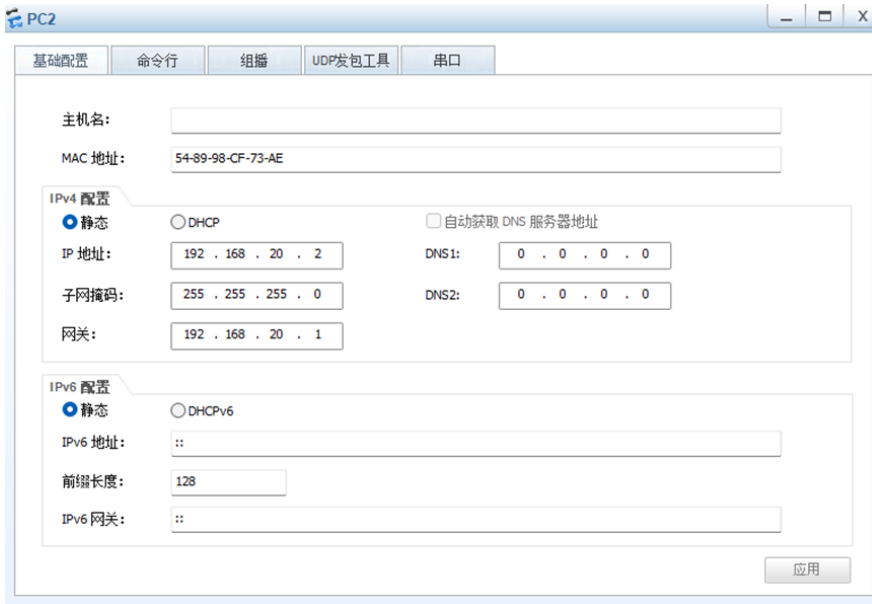 PC2
基础配置 命令行 组播 UDP发包工具 串口
主机名：
MAC 地址： 54-89-98-CF-73-AE
IPv4 配置
静态 DHCP 自动获取 DNS 服务器地址
IP 地址： 192 . 168 . 20 . 2 DNS1: 0 . 0 . 0 . 0
子网掩码： 255 . 255 . 255 . 0 DNS2: 0 . 0 . 0 . 0
网关： 192 . 168 . 20 . 1
IPv6 配置
静态 DHCPv6
IPv6 地址： ::
前缀长度： 128
IPv6 网关： ::
应用